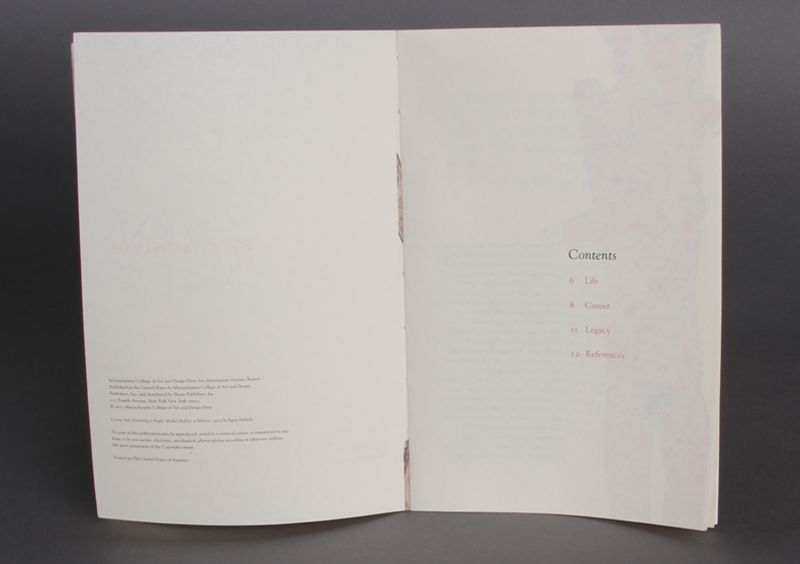 Massachusetts College of Art and Design Press, 621 Huntington Avenue, Boston
Published in the United States by Massachusetts College of Art and Design
Publishers, Inc. and distributed by Publishers Inc.
Fourth Avenue, New York New York
Massachusetts College of Art and Design Press
Cover Art: Drawing a Nude Model Before a Mirror, 1910 by Egon Schiele
No part of this publication may be reproduced, stored in a retrieval system or transmitted in any
form or by any means, electronic, mechanical, photocopying, recording or otherwise, without
the prior permission of the Copyright owner.
Printed in The United States of America
Contents
6 Life
8 Career
11 Legacy
12 References